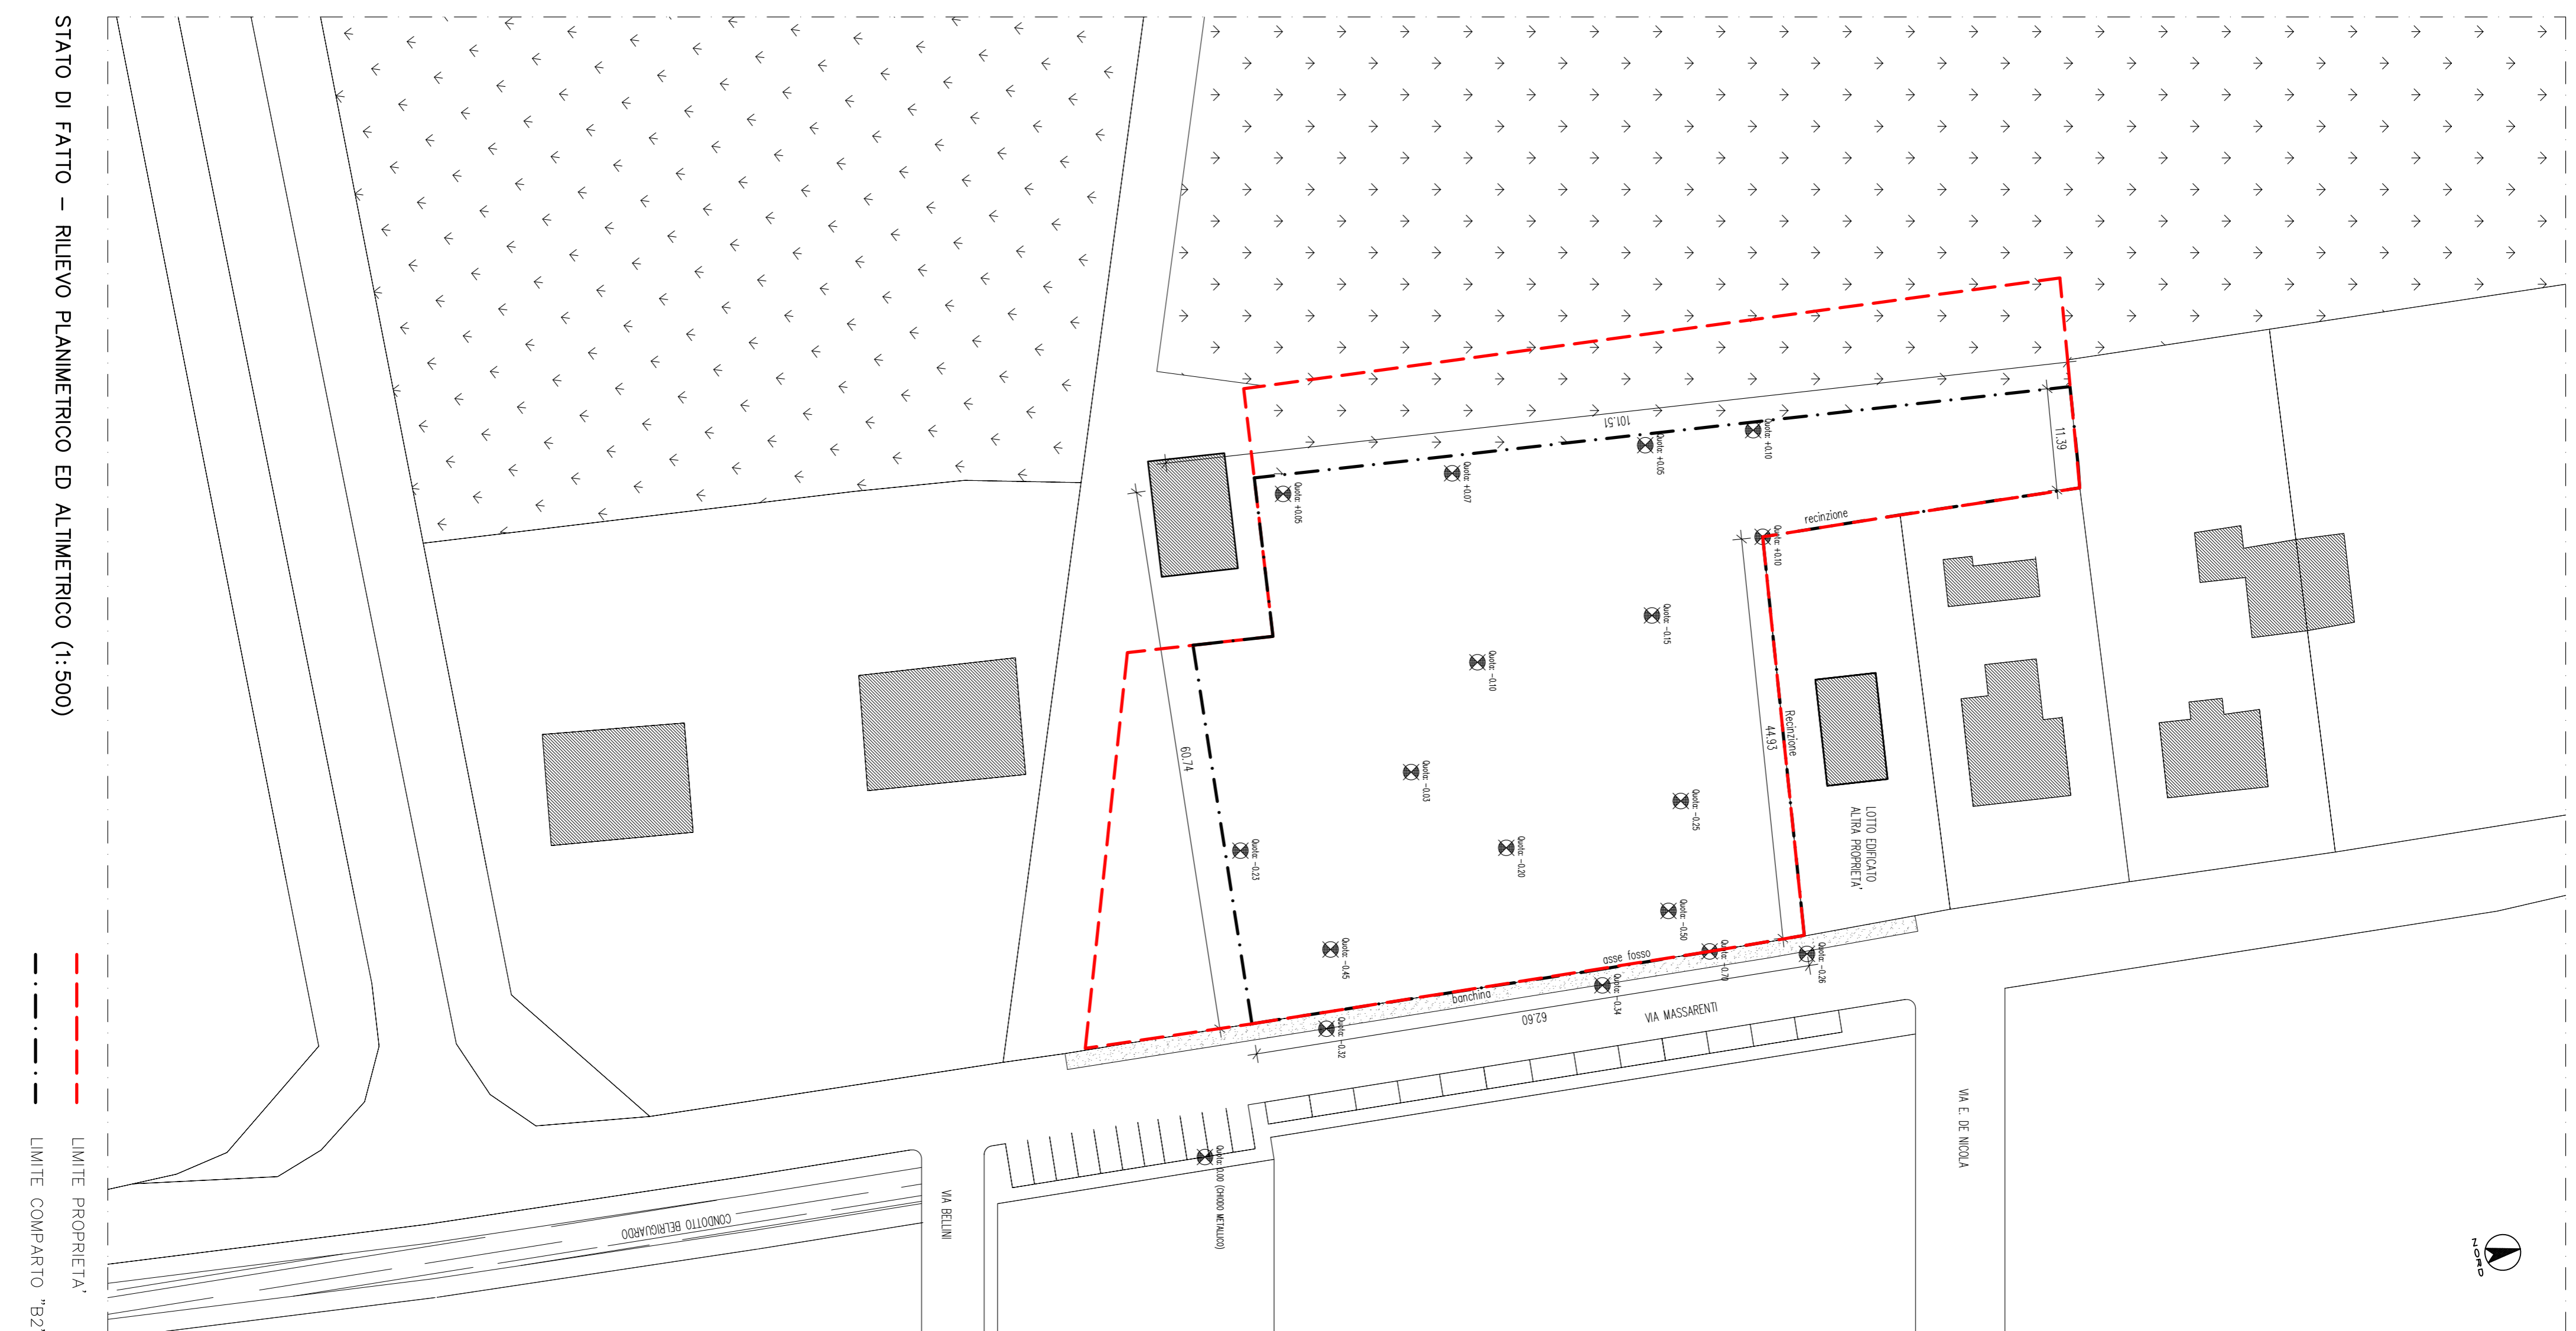 STATO DI FATTO – RILIEVO PLANIMETRICO ED ALTIMETRICO (1:500)
LIMITE PROPRIETA'
LIMITE COMPARTO "B2"
101.51
11.39
Quota: +0.10
Quota: +0.05
Quota: +0.07
Quota: +0.05
recinzione
Quota: +0.10
Quota: -0.15
Quota: -0.10
Recinzione
44.93
60.74
Quota: -0.03
Quota: -0.25
Quota: -0.20
Quota: -0.23
LOTTO EDIFICATO
ALTRA PROPRIETA'
Quota: -0.50
Quota: -0.45
Quota: -0.70
Quota: -0.26
asse fosso
Quota: -0.34
banchina
Quota: -0.32
62.60
VIA MASSARENTI
VIA E. DE NICOLA
Quota: 0.00 (CHIODO METALLICO)
VIA BELLINI
CONDOTTO BELRIGUARDO
NORD